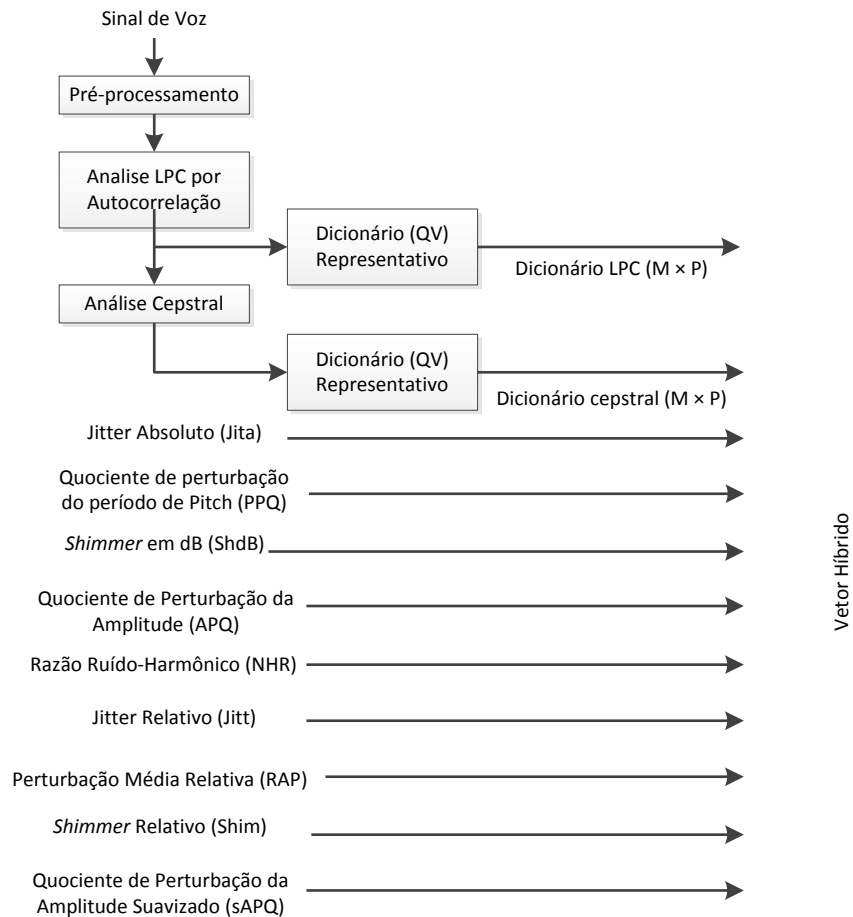 Sinal de Voz
Pré-processamento
Analise LPC por
Autocorrelação
Dicionário (QV)
Representativo
Dicionário LPC (M × P)
Análise Cepstral
Dicionário (QV)
Representativo
Dicionário cepstral (M × P)
Jitter Absoluto (Jita)
Quociente de perturbação
do período de Pitch (PPQ)
Shimmer em dB (ShdB)
Quociente de Perturbação da
Amplitude (APQ)
Razão Ruído-Harmônico (NHR)
Jitter Relativo (Jitt)
Perturbação Média Relativa (RAP)
Shimmer Relativo (Shim)
Quociente de Perturbação da
Amplitude Suavizado (sAPQ)
Vetor Híbrido